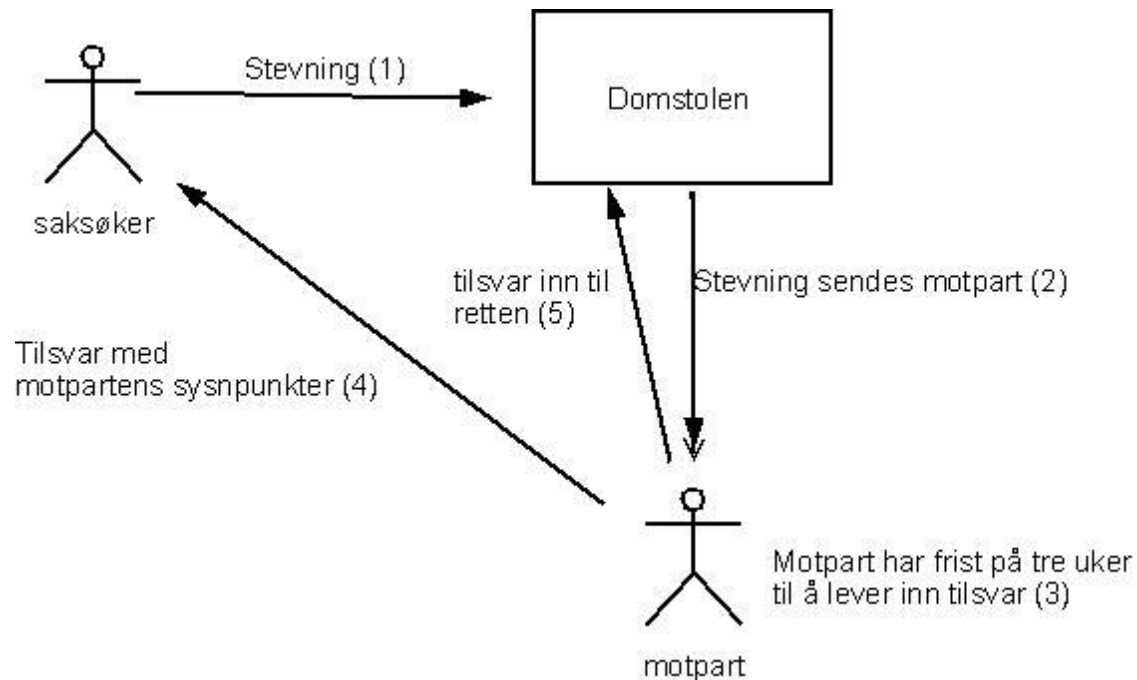 Stevning (1)
Domstolen
saksøker
tilsvar inn til
retten (5)
Stevning sendes motpart (2)
Tilsvar med
motpartens sysnpunkter (4)
Motpart har frist på tre uker
til å lever inn tilsvar (3)
motpart